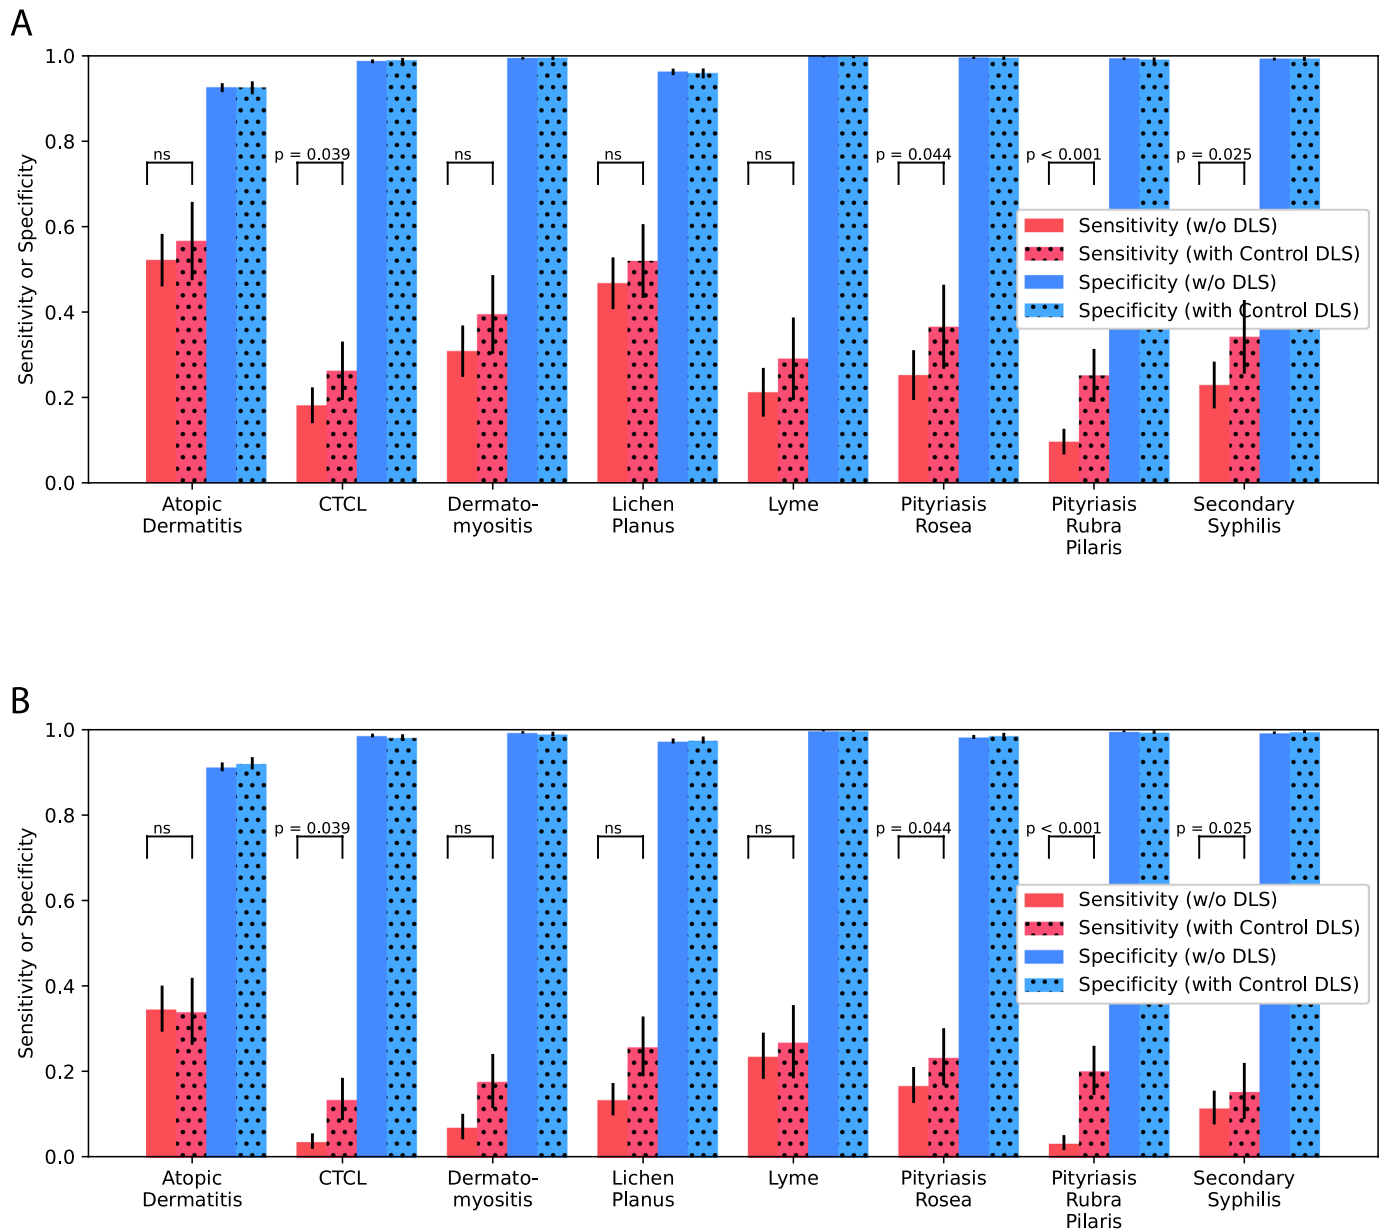 A
1.0
0.8
0.6
0.4
0.2
0.0
Sensitivity or Specificity
ns
p = 0.039
ns
ns
ns
p = 0.044
p < 0.001
p = 0.025
Sensitivity (w/o DLS)
Sensitivity (with Control DLS)
Specificity (w/o DLS)
Specificity (with Control DLS)
Atopic
Dermatitis
CTCL
Dermato-
myositis
Lichen
Planus
Lyme
Pityriasis
Rosea
Pityriasis
Rubra
Pilaris
Secondary
Syphilis
B
1.0
0.8
0.6
0.4
0.2
0.0
Sensitivity or Specificity
ns
p = 0.039
ns
ns
ns
p = 0.044
p < 0.001
p = 0.025
Sensitivity (w/o DLS)
Sensitivity (with Control DLS)
Specificity (w/o DLS)
Specificity (with Control DLS)
Atopic
Dermatitis
CTCL
Dermato-
myositis
Lichen
Planus
Lyme
Pityriasis
Rosea
Pityriasis
Rubra
Pilaris
Secondary
Syphilis